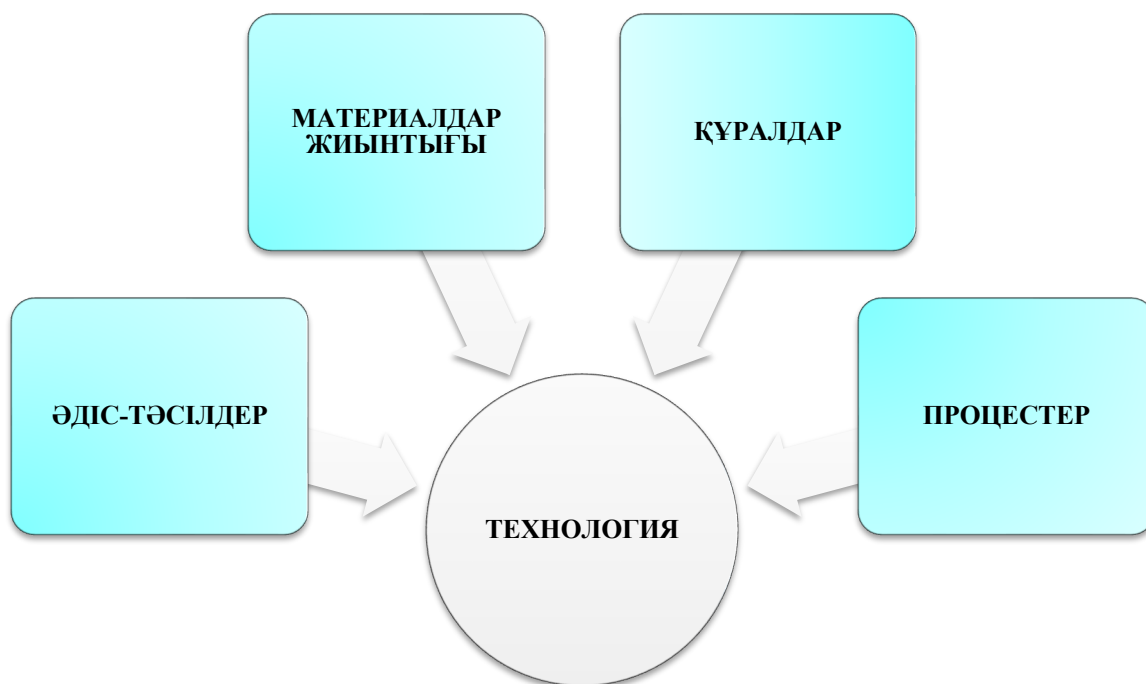 МАТЕРИАЛДАР
ЖИЫНТЫҒЫ
ҚҰРАЛДАР
ӘДІС-ТӘСІЛДЕР
ПРОЦЕСТЕР
ТЕХНОЛОГИЯ